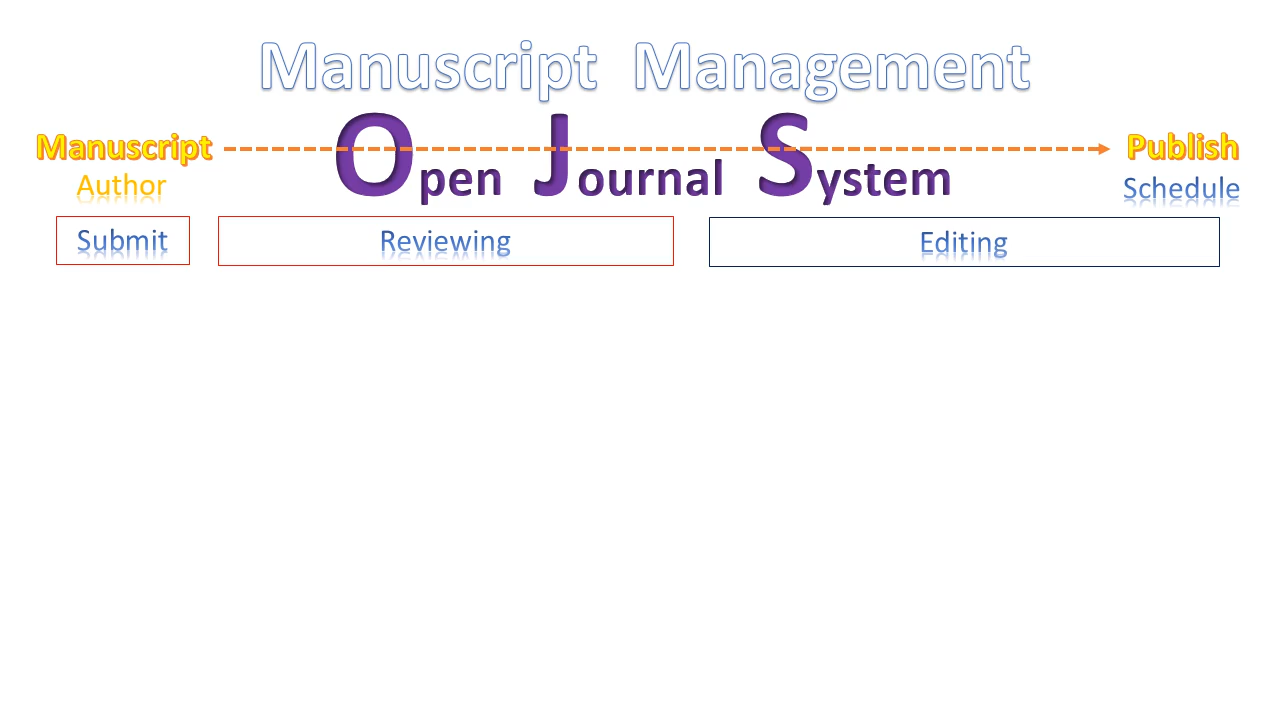 Manuscript Management
Manuscript Open Journal System Publish
Author Schedule
Submit Reviewing Editing